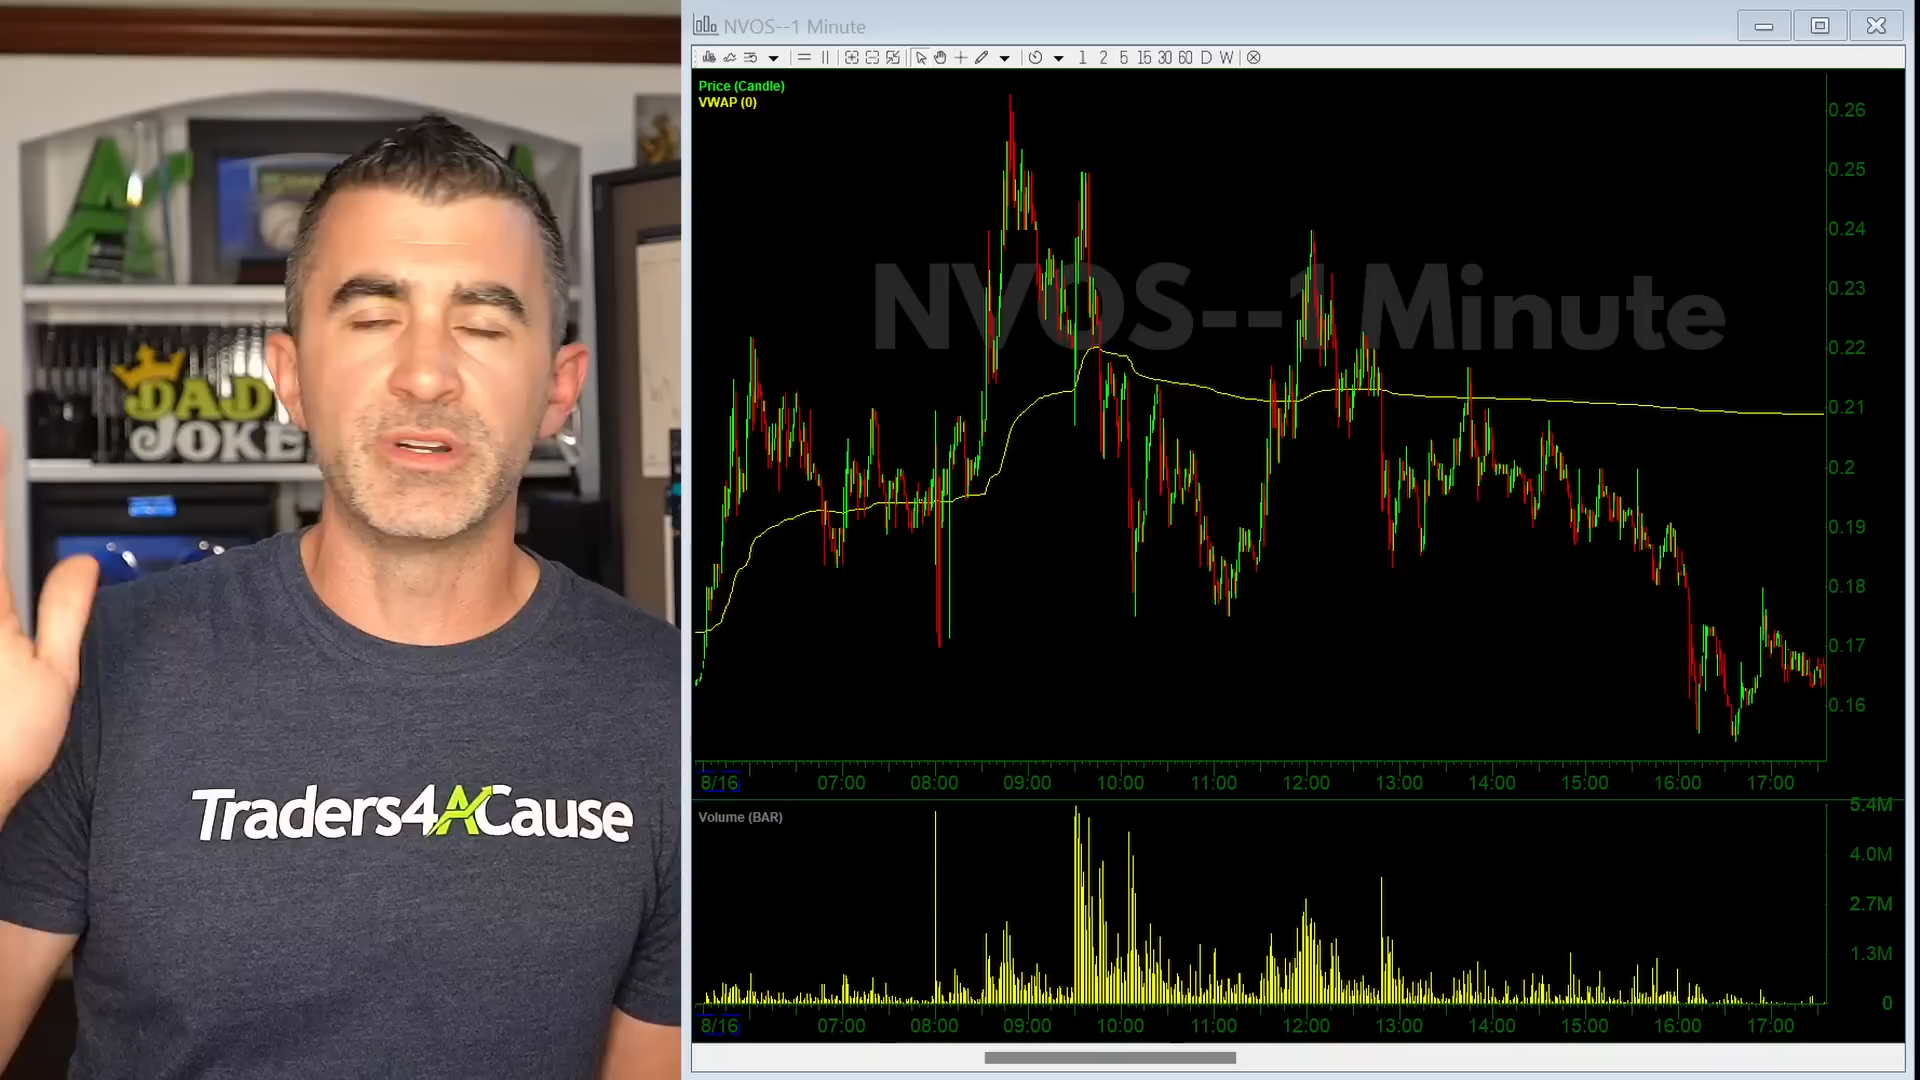 DAD
JOKE
Traders4ACause
NVOS--1 Minute
1 2 5 15 30 60 D W
Price (Candle)
VWAP (0)
NVOS--1 Minute
0.26
0.25
0.24
0.23
0.22
0.21
0.2
0.19
0.18
0.17
0.16
8/16 07:00 08:00 09:00 10:00 11:00 12:00 13:00 14:00 15:00 16:00 17:00
Volume (BAR)
5.4M
4.0M
2.7M
1.3M
0
8/16 07:00 08:00 09:00 10:00 11:00 12:00 13:00 14:00 15:00 16:00 17:00